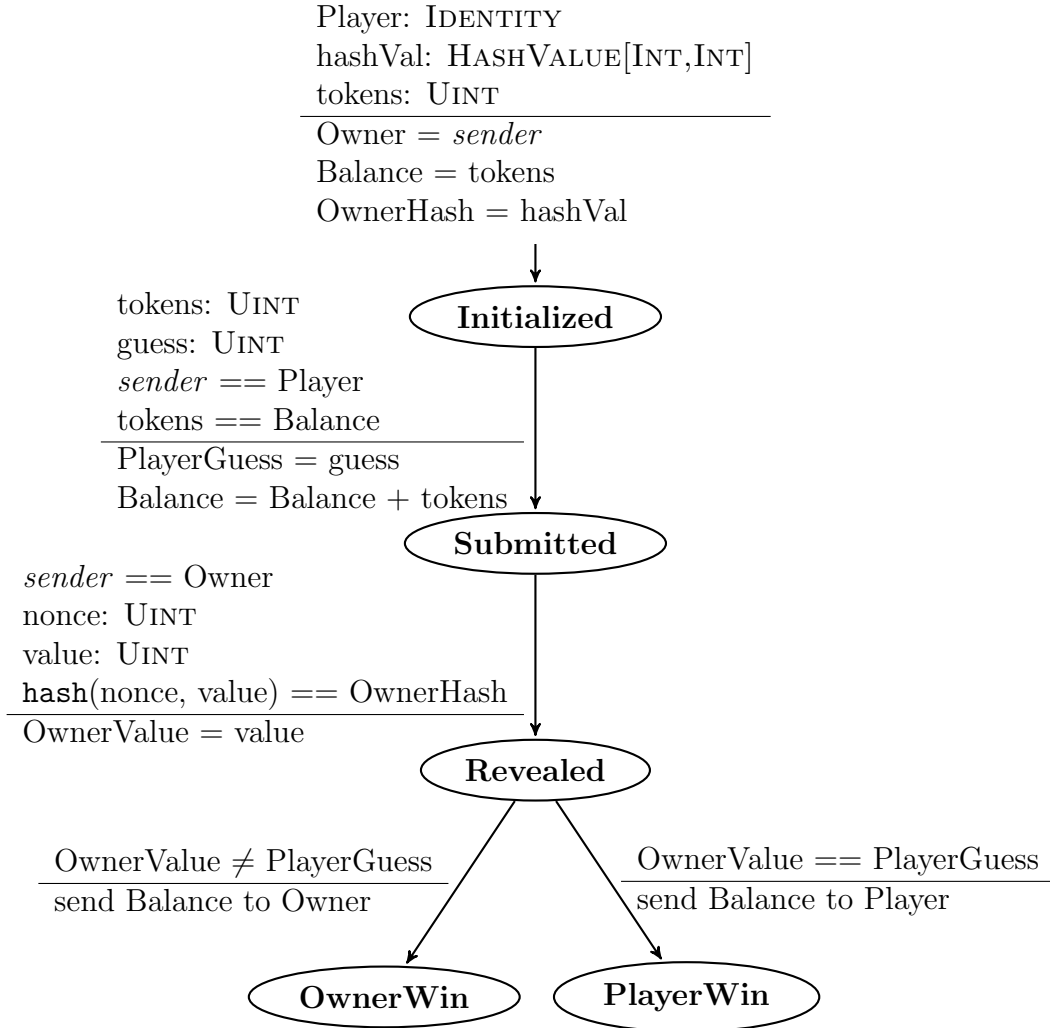 Player: IDENTITY
hashVal: HASHVALUE[INT,INT]
tokens: UINT
Owner = sender
Balance = tokens
OwnerHash = hashVal
Initialized
tokens: UINT
guess: UINT
sender == Player
tokens == Balance
PlayerGuess = guess
Balance = Balance + tokens
Submitted
sender == Owner
nonce: UINT
value: UINT
hash(nonce, value) == OwnerHash
OwnerValue = value
Revealed
OwnerValue ≠ PlayerGuess
send Balance to Owner
OwnerValue == PlayerGuess
send Balance to Player
OwnerWin
PlayerWin